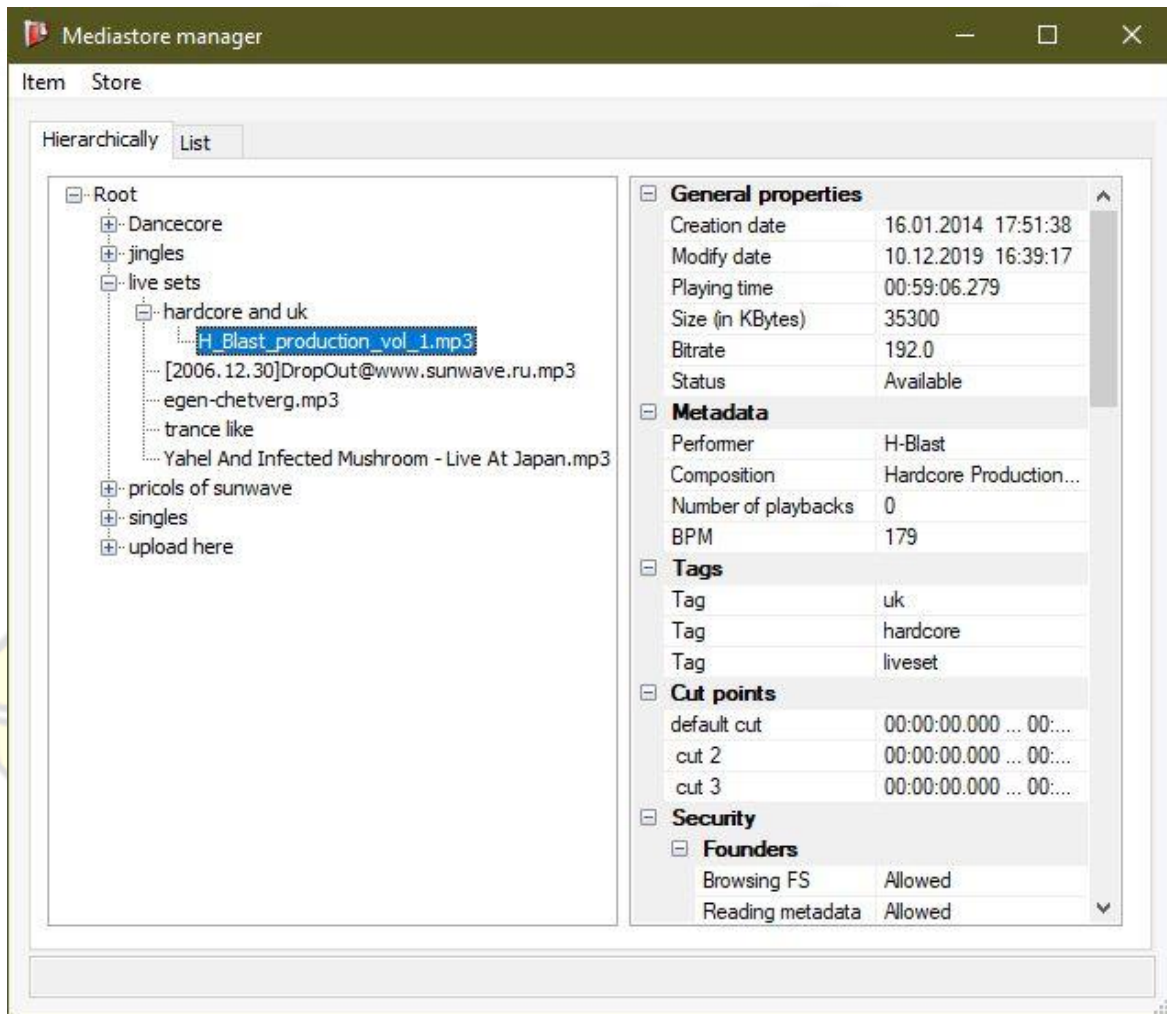 Mediastore manager
Item Store
Hierarchically List
Root
Dancecore
jingles
live sets
hardcore and uk
H_Blast_production_vol_1.mp3
[2006.12.30]DropOut@www.sunwave.ru.mp3
egen-chetverg.mp3
trance like
Yahel And Infected Mushroom - Live At Japan.mp3
pricols of sunwave
singles
upload here
General properties
Creation date 16.01.2014 17:51:38
Modify date 10.12.2019 16:39:17
Playing time 00:59:06.279
Size (in KBytes) 35300
Bitrate 192.0
Status Available
Metadata
Performer H-Blast
Composition Hardcore Production...
Number of playbacks 0
BPM 179
Tags
Tag uk
Tag hardcore
Tag liveset
Cut points
default cut 00:00:00.000 ... 00:...
cut 2 00:00:00.000 ... 00:...
cut 3 00:00:00.000 ... 00:...
Security
Founders
Browsing FS Allowed
Reading metadata Allowed